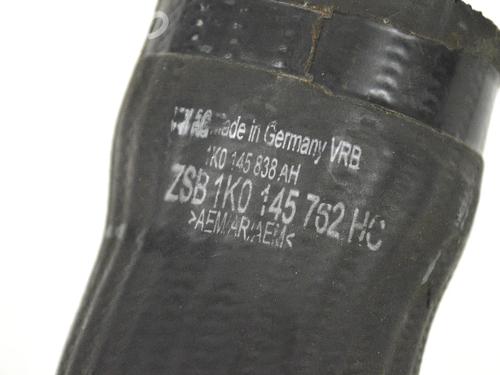 Made in Germany VRB
1K0 145 838 AH
ZSB 1K0 145 762 HC
>AEM/AR/AEM<